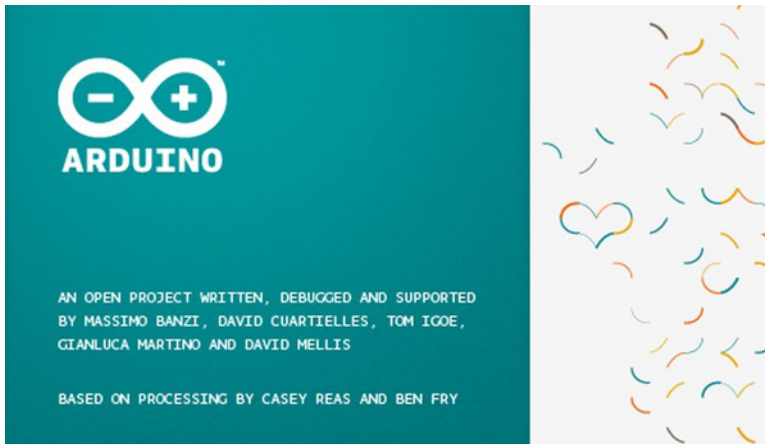 ARDUINO
AN OPEN PROJECT WRITTEN, DEBUGGED AND SUPPORTED
BY MASSIMO BANZI, DAVID CUARTIELLES, TOM IGOE,
GIANLUCA MARTINO AND DAVID MELLIS
BASED ON PROCESSING BY CASEY REAS AND BEN FRY